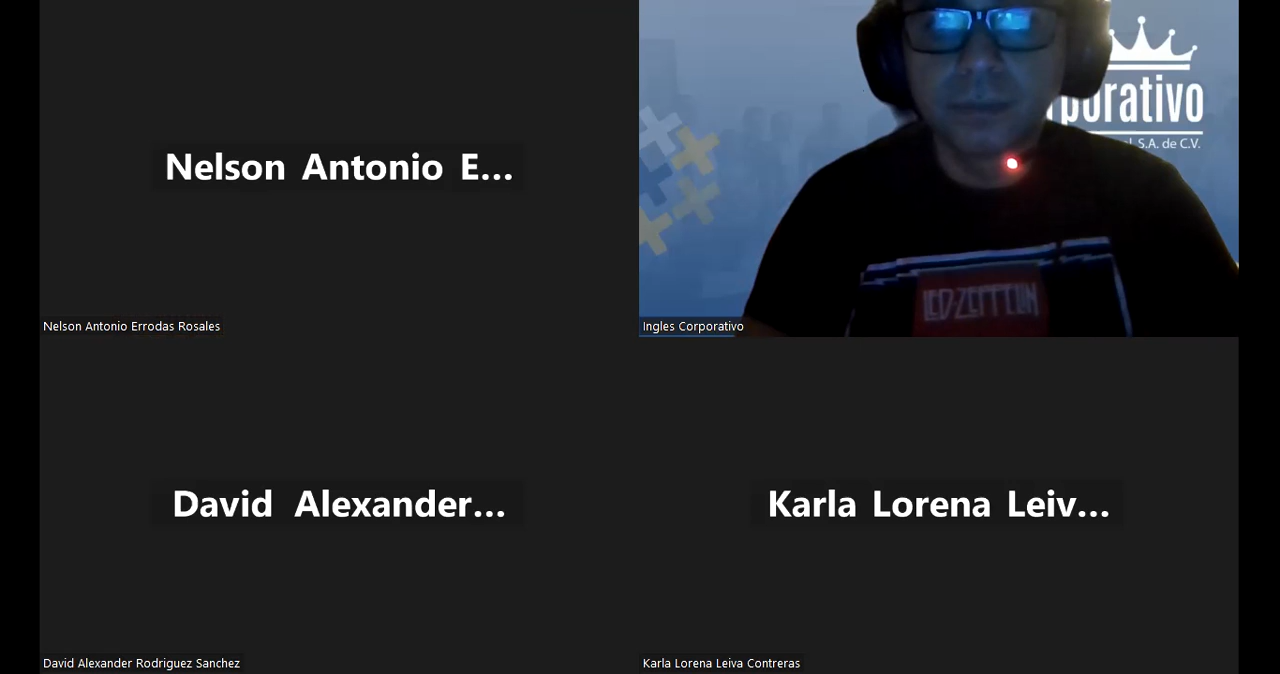 Nelson Antonio E...
Nelson Antonio Errodas Rosales
porativo
S.A. de C.V.
LED-ZEPPELIN
Ingles Corporativo
David Alexander...
David Alexander Rodriguez Sanchez
Karla Lorena Leiv...
Karla Lorena Leiva Contreras